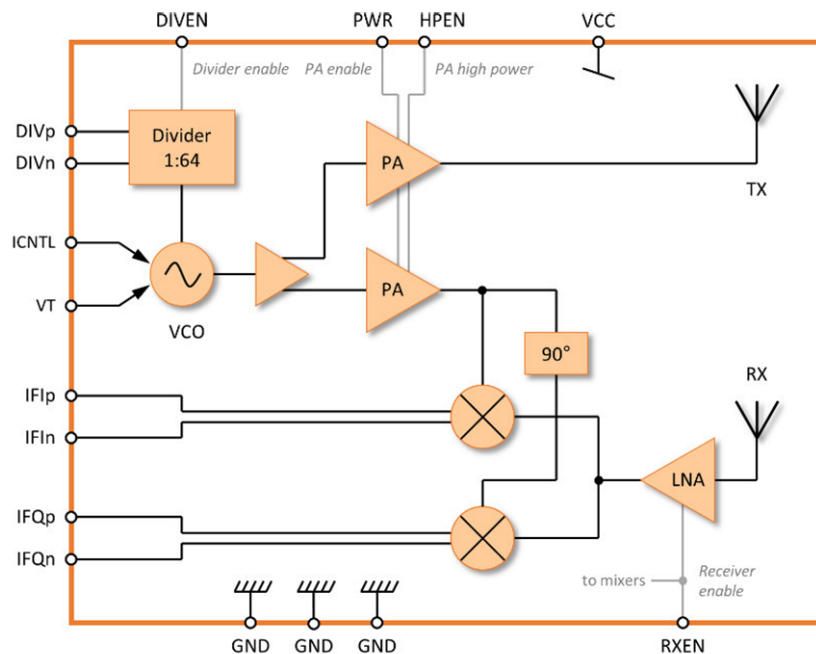 DIVEN
PWR
HPEN
VCC
Divider enable
PA enable
PA high power
DIVp
DIVn
Divider
1:64
PA
TX
ICNTL
VT
VCO
PA
90°
RX
IFIp
IFIn
LNA
IFQp
IFQn
to mixers
Receiver
enable
GND
GND
GND
RXEN